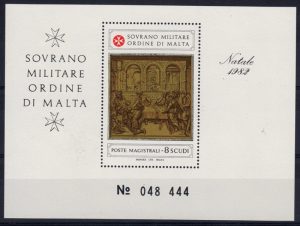 SOVRANO
MILITARE
ORDINE
DI MALTA
SOVRANO MILITARE
ORDINE DI MALTA
POSTE MAGISTRALI - 8 SCUDI
Natale
1982
Nº 048 444